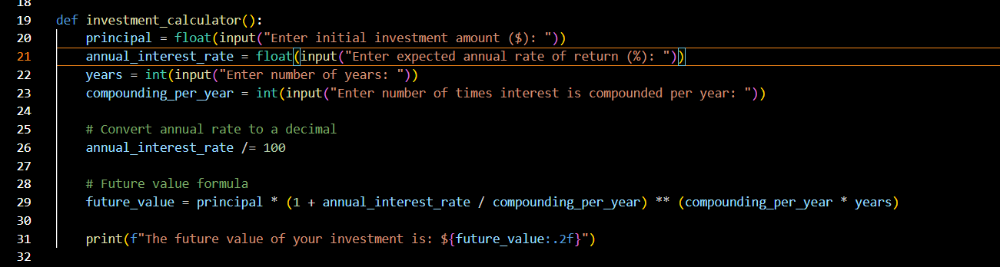 18
19 def investment_calculator():
20     principal = float(input("Enter initial investment amount ($): "))
21     annual_interest_rate = float(input("Enter expected annual rate of return (%): "))
22     years = int(input("Enter number of years: "))
23     compounding_per_year = int(input("Enter number of times interest is compounded per year: "))
24
25     # Convert annual rate to a decimal
26     annual_interest_rate /= 100
27
28     # Future value formula
29     future_value = principal * (1 + annual_interest_rate / compounding_per_year) ** (compounding_per_year * years)
30
31     print(f"The future value of your investment is: ${future_value:.2f}")
32